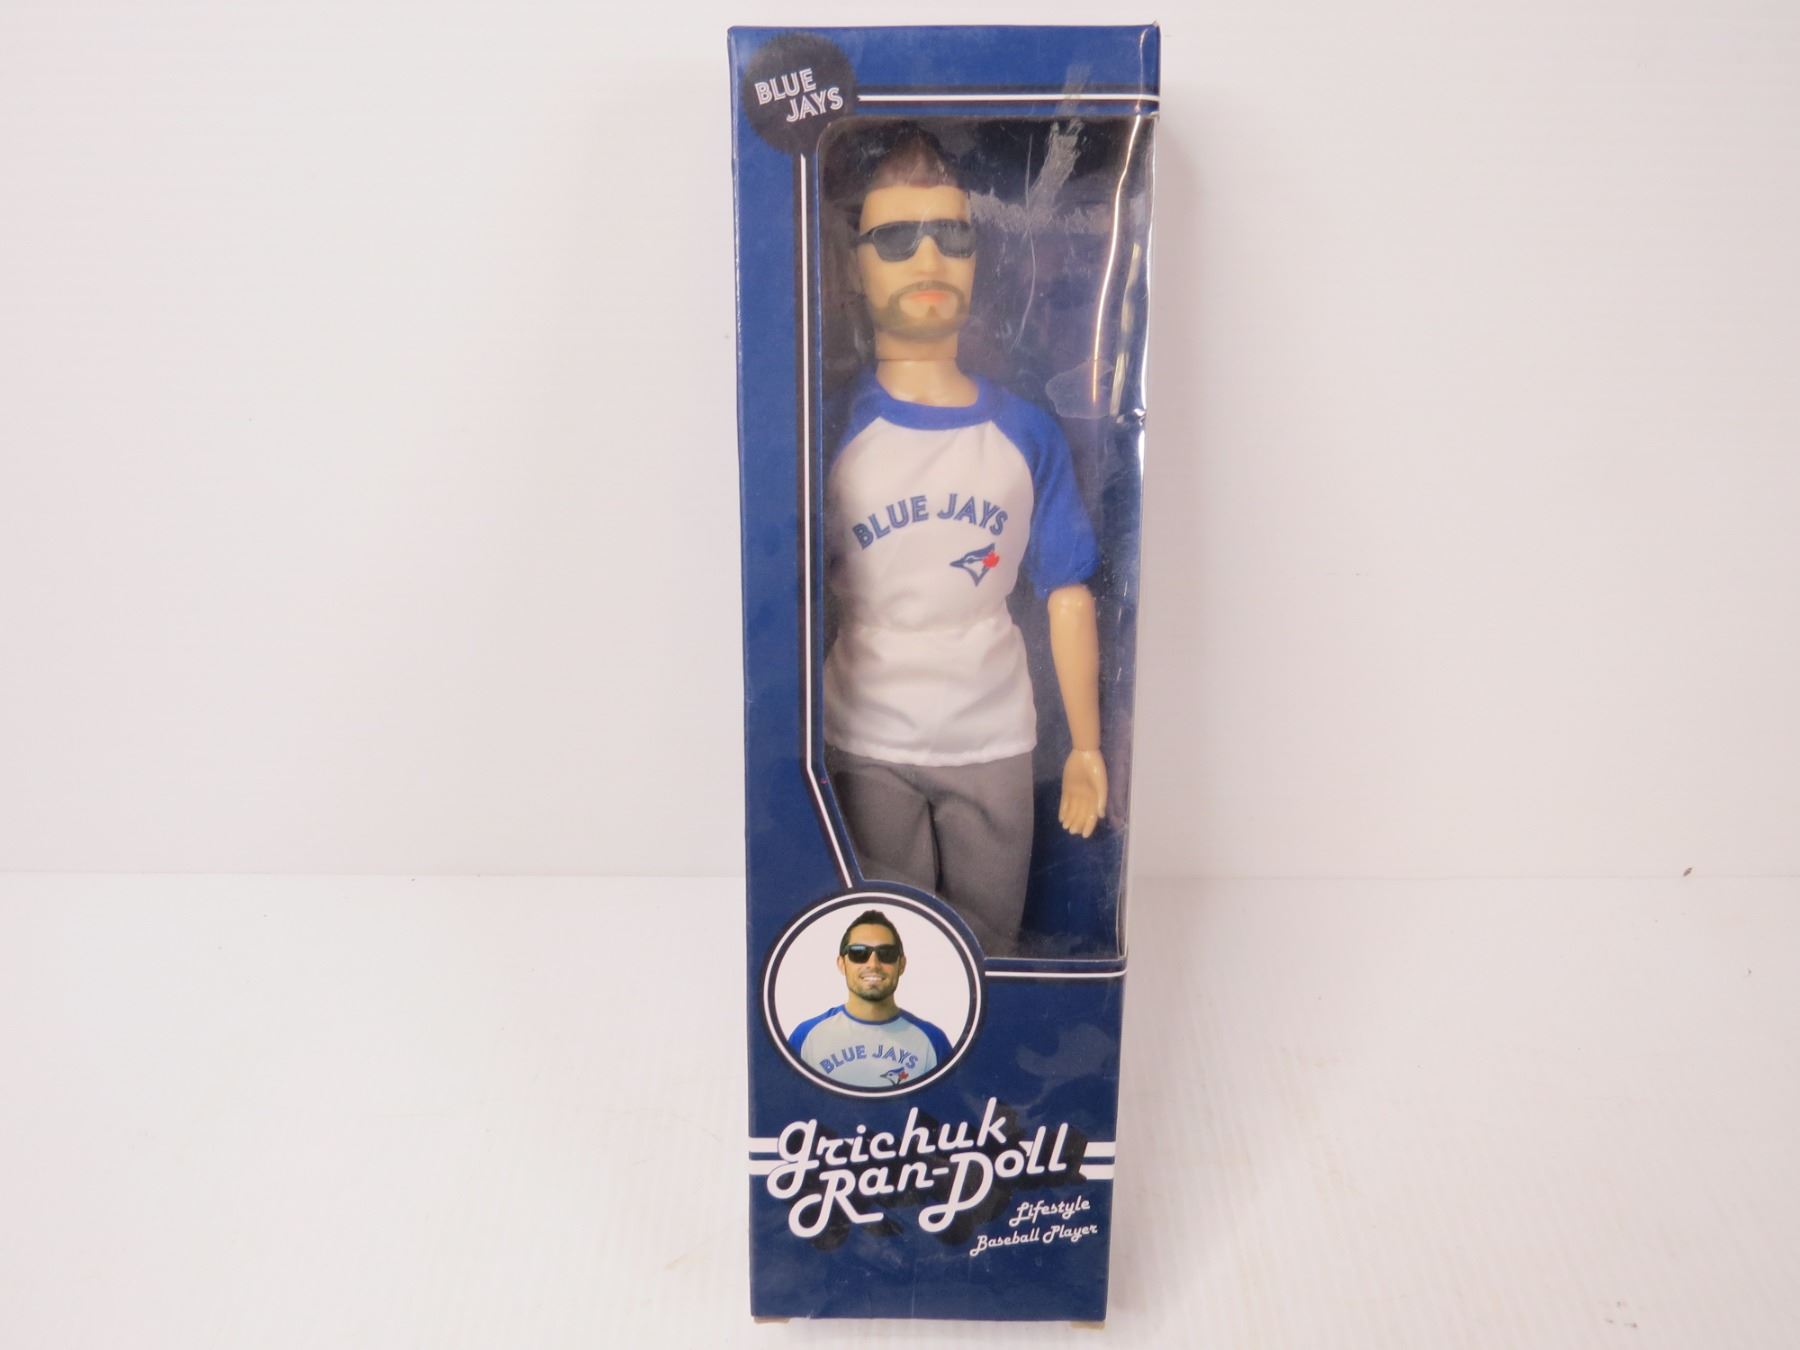 BLUE
JAYS
BLUE JAYS
BLUE JAYS
Grichuk
Ran-Doll
Lifestyle
Baseball Player